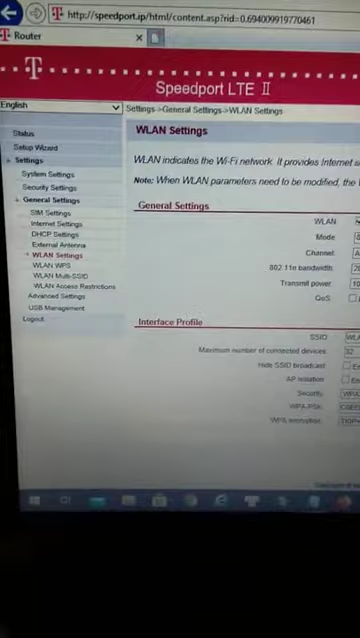 http://speedport.ip/html/content.asp?rid=0.694009919770461
Router
Speedport LTE II
English
Settings->General Settings->WLAN Settings
Status
Setup Wizard
Settings
System Settings
Security Settings
General Settings
SIM Settings
Internet Settings
DHCP Settings
External Antenna
WLAN Settings
WLAN WPS
WLAN Multi-SSID
WLAN Access Restrictions
Advanced Settings
USB Management
Logout
WLAN Settings
WLAN indicates the Wi-Fi network. It provides Internet
Note: When WLAN parameters need to be modified, the
General Settings
WLAN
Mode
Channel
802.11n bandwidth
Transmit power
QoS
Interface Profile
SSID
Maximum number of connected devices
32
Hide SSID broadcast
AP isolation
Security
WPA-PSK
WPA encryption